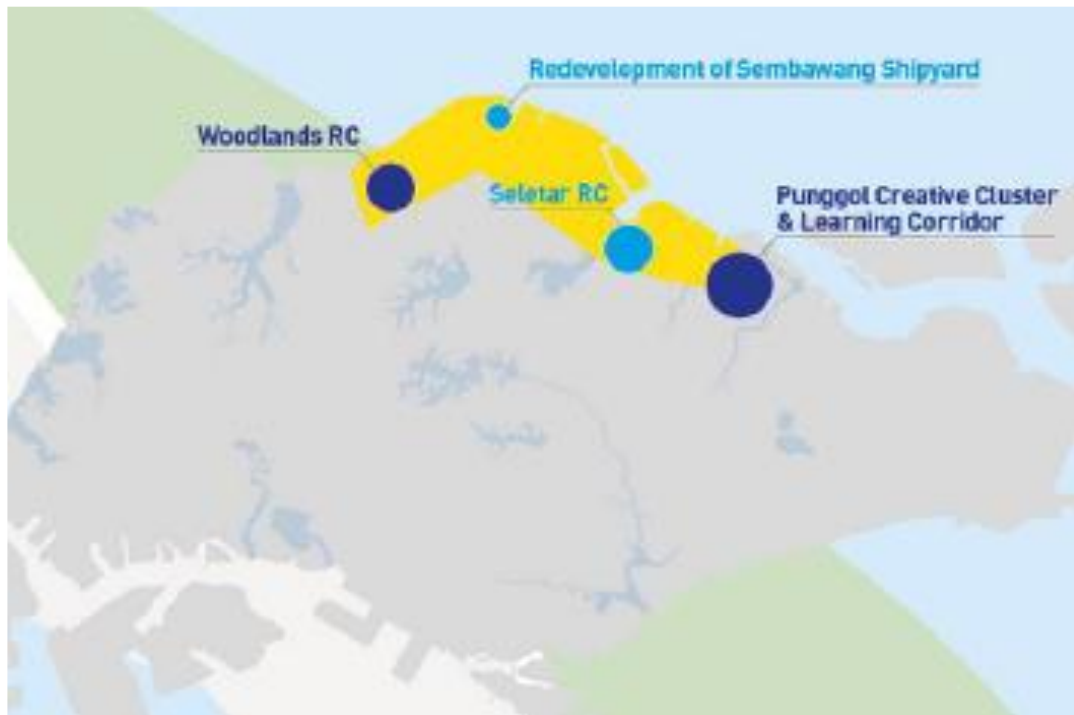 Redevelopment of Sembawang Shipyard
Woodlands RC
Seletar RC
Punggol Creative Cluster
& Learning Corridor